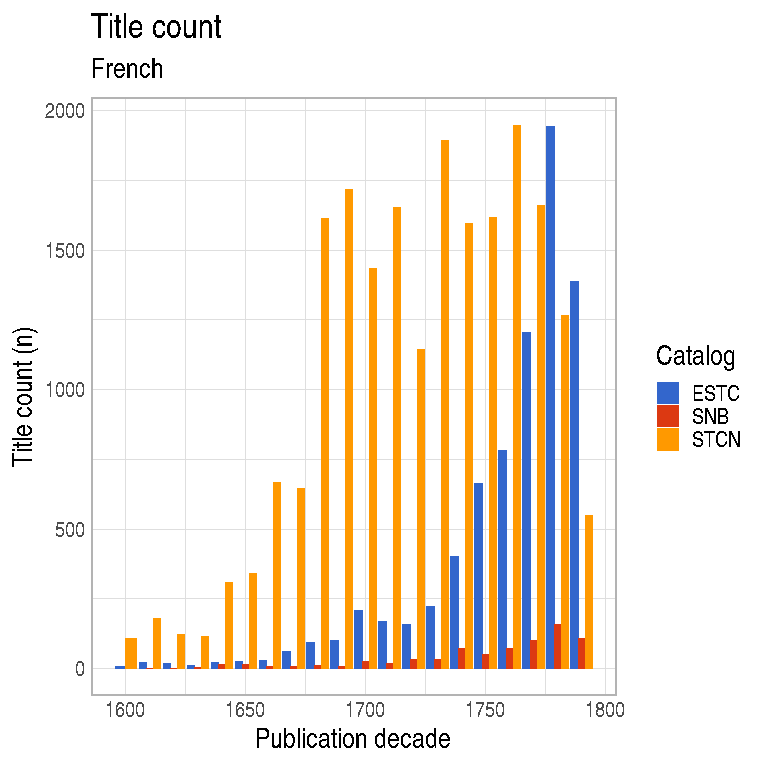 Title count
French
2000
1500
1000
500
0
Title count (n)
1600 1650 1700 1750 1800
Publication decade
Catalog
ESTC
SNB
STCN